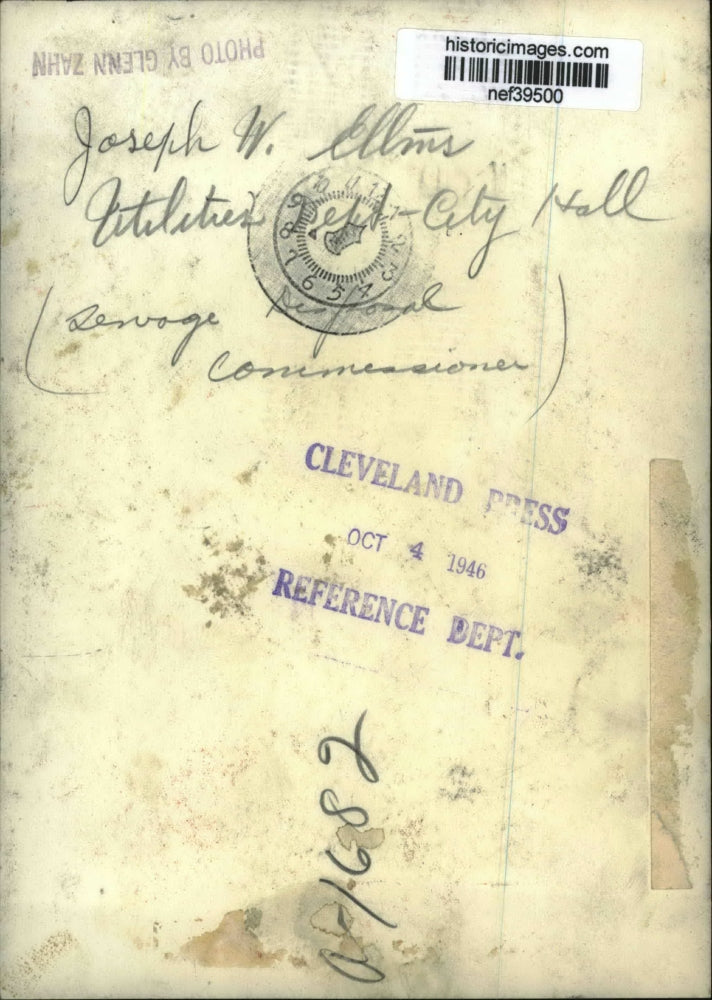 PHOTO BY GLENN ZAHN
historicimages.com
nef39500
Joseph W. Ellms
Utilities Dept-City Hall
(Sewage Disposal
Commissioner)
CLEVELAND PRESS
OCT 4 1946
REFERENCE DEPT.
a-1682